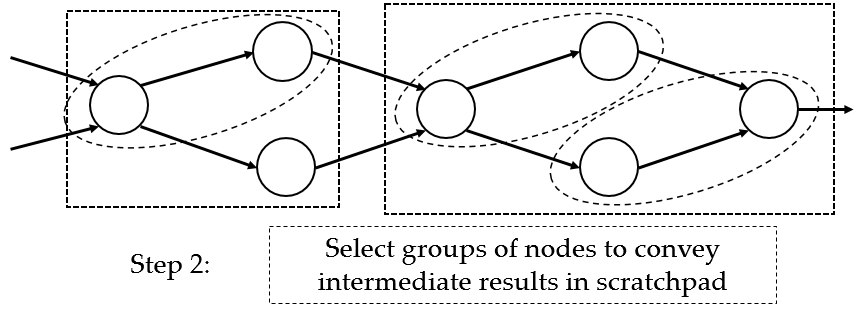 Step 2:
Select groups of nodes to convey
intermediate results in scratchpad